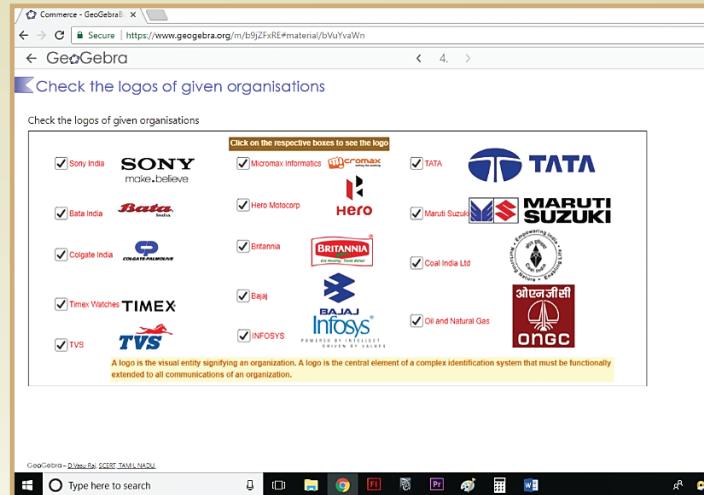 Commerce - GeoGebraB
Secure | https://www.geogebra.org/m/b9jZFxRE#material/bVuYvaWn
GeoGebra
4.
Check the logos of given organisations
Check the logos of given organisations
Click on the respective boxes to see the logo
Sony India
SONY
make.believe
Micromax Informatics
micromax
TATA
TATA
Bata India
Bata
India
Hero Motocorp
Hero
Maruti Suzuki
MARUTI
SUZUKI
Colgate India
COLGATE-PALMOLIVE
Britannia
BRITANNIA
Coal India Ltd
Timex Watches
TIMEX
Bajaj
BAJAJ
Oil and Natural Gas
ओएनजीसी
ONGC
TVS
TVS
INFOSYS
Infosys
POWERED BY INTELLECT
DRIVEN BY VALUES
A logo is the visual entity signifying an organization. A logo is the central element of a complex identification system that must be functionally
extended to all communications of an organization.
GeoGebra – D.Vasu Raj, SCERT, TAMIL NADU.
Type here to search
Fl
Pr